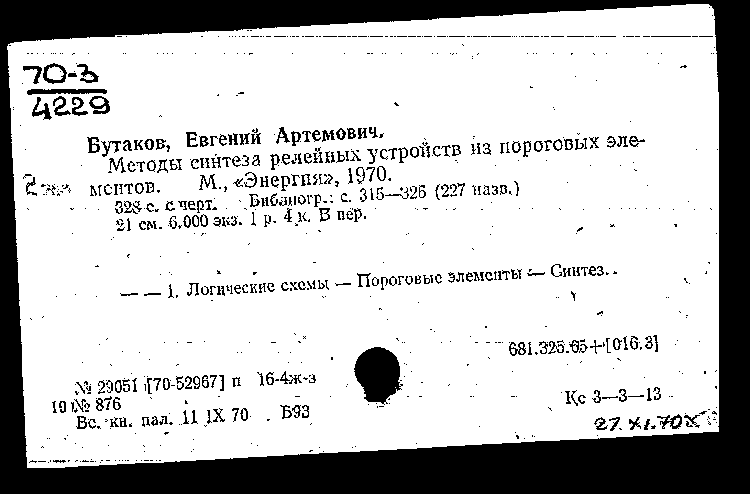 70-3
4229
Бутаков, Евгений Артемович.
Методы синтеза релейных устройств из пороговых эле-
2 экз ментов. М., «Энергия», 1970.
328 с. с черт. Библиогр.: с. 315—326 (227 назв.)
21 см. 6.000 экз. 1 р. 4 к. В пер.
— — 1. Логические схемы — Пороговые элементы — Синтез.
681.325.65+[016.3]
№ 29051 [70-52967] п 16-4ж-з
19 №876
Вс. кн. пал. 11 IX 70 Б93
Кс 3—3—13
27.XI.70